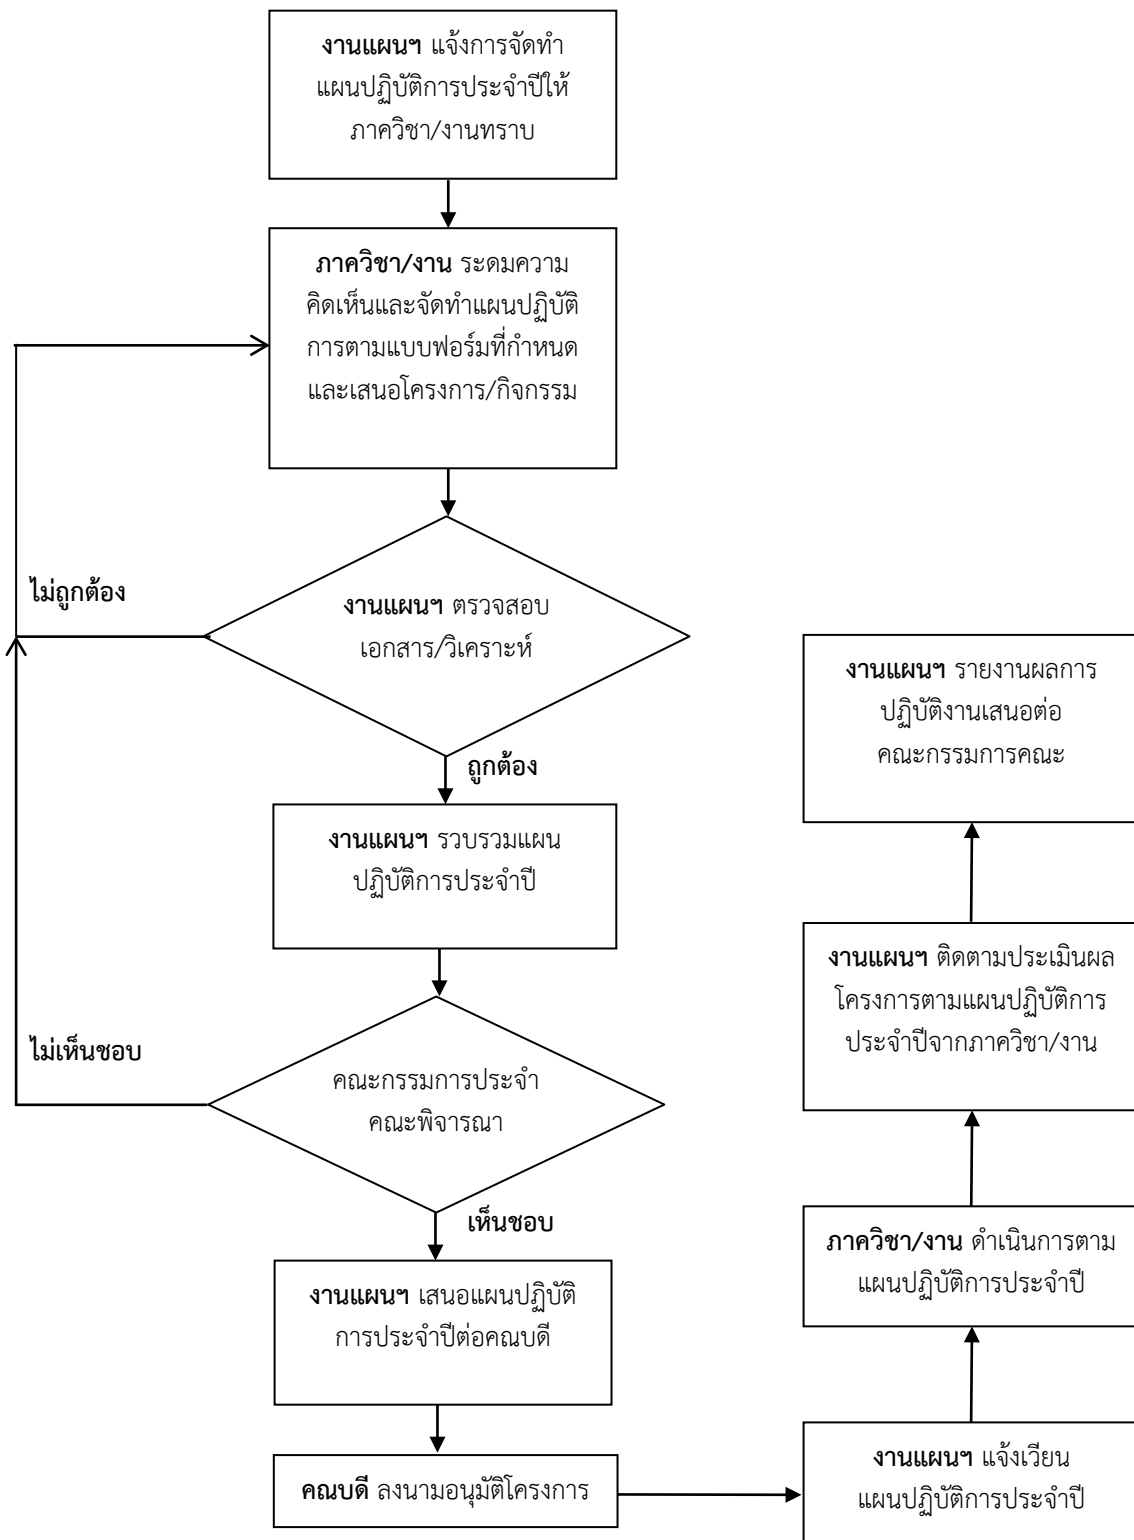 งานแผนฯ แจ้งการจัดทำ
แผนปฏิบัติการประจำปีให้
ภาควิชา/งานทราบ
ภาควิชา/งาน ระดมความ
คิดเห็นและจัดทำแผนปฏิบัติ
การตามแบบฟอร์มที่กำหนด
และเสนอโครงการ/กิจกรรม
ไม่ถูกต้อง
งานแผนฯ ตรวจสอบ
เอกสาร/วิเคราะห์
ถูกต้อง
งานแผนฯ รวบรวมแผน
ปฏิบัติการประจำปี
ไม่เห็นชอบ
คณะกรรมการประจำ
คณะพิจารณา
เห็นชอบ
งานแผนฯ เสนอแผนปฏิบัติ
การประจำปีต่อคณบดี
คณบดี ลงนามอนุมัติโครงการ
งานแผนฯ แจ้งเวียน
แผนปฏิบัติการประจำปี
ภาควิชา/งาน ดำเนินการตาม
แผนปฏิบัติการประจำปี
งานแผนฯ ติดตามประเมินผล
โครงการตามแผนปฏิบัติการ
ประจำปีจากภาควิชา/งาน
งานแผนฯ รายงานผลการ
ปฏิบัติงานเสนอต่อ
คณะกรรมการคณะ